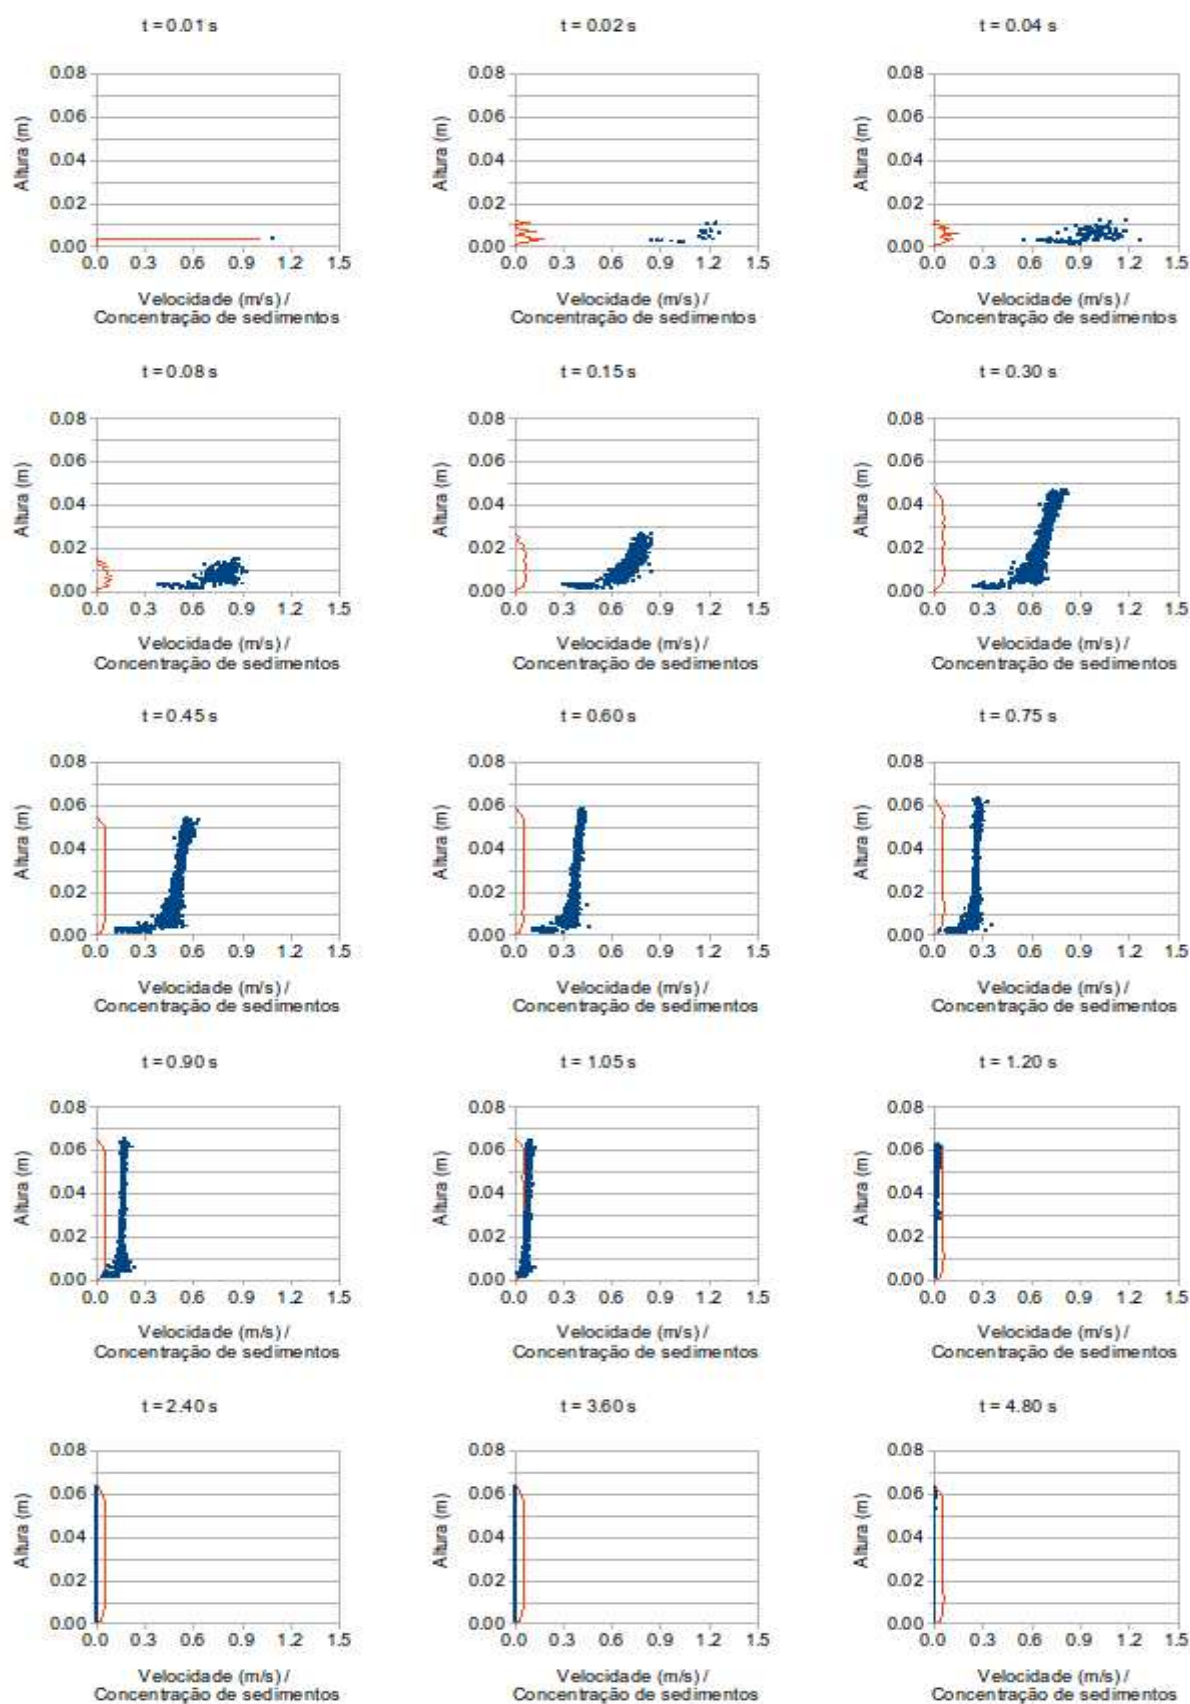 t = 0.01 s
t = 0.02 s
t = 0.04 s
0.08
0.06
0.04
0.02
0.00
Altura (m)
0.0 0.3 0.6 0.9 1.2 1.5
Velocidade (m/s) /
Concentração de sedimentos
0.08
0.06
0.04
0.02
0.00
Altura (m)
0.0 0.3 0.6 0.9 1.2 1.5
Velocidade (m/s) /
Concentração de sedimentos
0.08
0.06
0.04
0.02
0.00
Altura (m)
0.0 0.3 0.6 0.9 1.2 1.5
Velocidade (m/s) /
Concentração de sedimentos
t = 0.08 s
t = 0.15 s
t = 0.30 s
0.08
0.06
0.04
0.02
0.00
Altura (m)
0.0 0.3 0.6 0.9 1.2 1.5
Velocidade (m/s) /
Concentração de sedimentos
0.08
0.06
0.04
0.02
0.00
Altura (m)
0.0 0.3 0.6 0.9 1.2 1.5
Velocidade (m/s) /
Concentração de sedimentos
0.08
0.06
0.04
0.02
0.00
Altura (m)
0.0 0.3 0.6 0.9 1.2 1.5
Velocidade (m/s) /
Concentração de sedimentos
t = 0.45 s
t = 0.60 s
t = 0.75 s
0.08
0.06
0.04
0.02
0.00
Altura (m)
0.0 0.3 0.6 0.9 1.2 1.5
Velocidade (m/s) /
Concentração de sedimentos
0.08
0.06
0.04
0.02
0.00
Altura (m)
0.0 0.3 0.6 0.9 1.2 1.5
Velocidade (m/s) /
Concentração de sedimentos
0.08
0.06
0.04
0.02
0.00
Altura (m)
0.0 0.3 0.6 0.9 1.2 1.5
Velocidade (m/s) /
Concentração de sedimentos
t = 0.90 s
t = 1.05 s
t = 1.20 s
0.08
0.06
0.04
0.02
0.00
Altura (m)
0.0 0.3 0.6 0.9 1.2 1.5
Velocidade (m/s) /
Concentração de sedimentos
0.08
0.06
0.04
0.02
0.00
Altura (m)
0.0 0.3 0.6 0.9 1.2 1.5
Velocidade (m/s) /
Concentração de sedimentos
0.08
0.06
0.04
0.02
0.00
Altura (m)
0.0 0.3 0.6 0.9 1.2 1.5
Velocidade (m/s) /
Concentração de sedimentos
t = 2.40 s
t = 3.60 s
t = 4.80 s
0.08
0.06
0.04
0.02
0.00
Altura (m)
0.0 0.3 0.6 0.9 1.2 1.5
Velocidade (m/s) /
Concentração de sedimentos
0.08
0.06
0.04
0.02
0.00
Altura (m)
0.0 0.3 0.6 0.9 1.2 1.5
Velocidade (m/s) /
Concentração de sedimentos
0.08
0.06
0.04
0.02
0.00
Altura (m)
0.0 0.3 0.6 0.9 1.2 1.5
Velocidade (m/s) /
Concentração de sedimentos